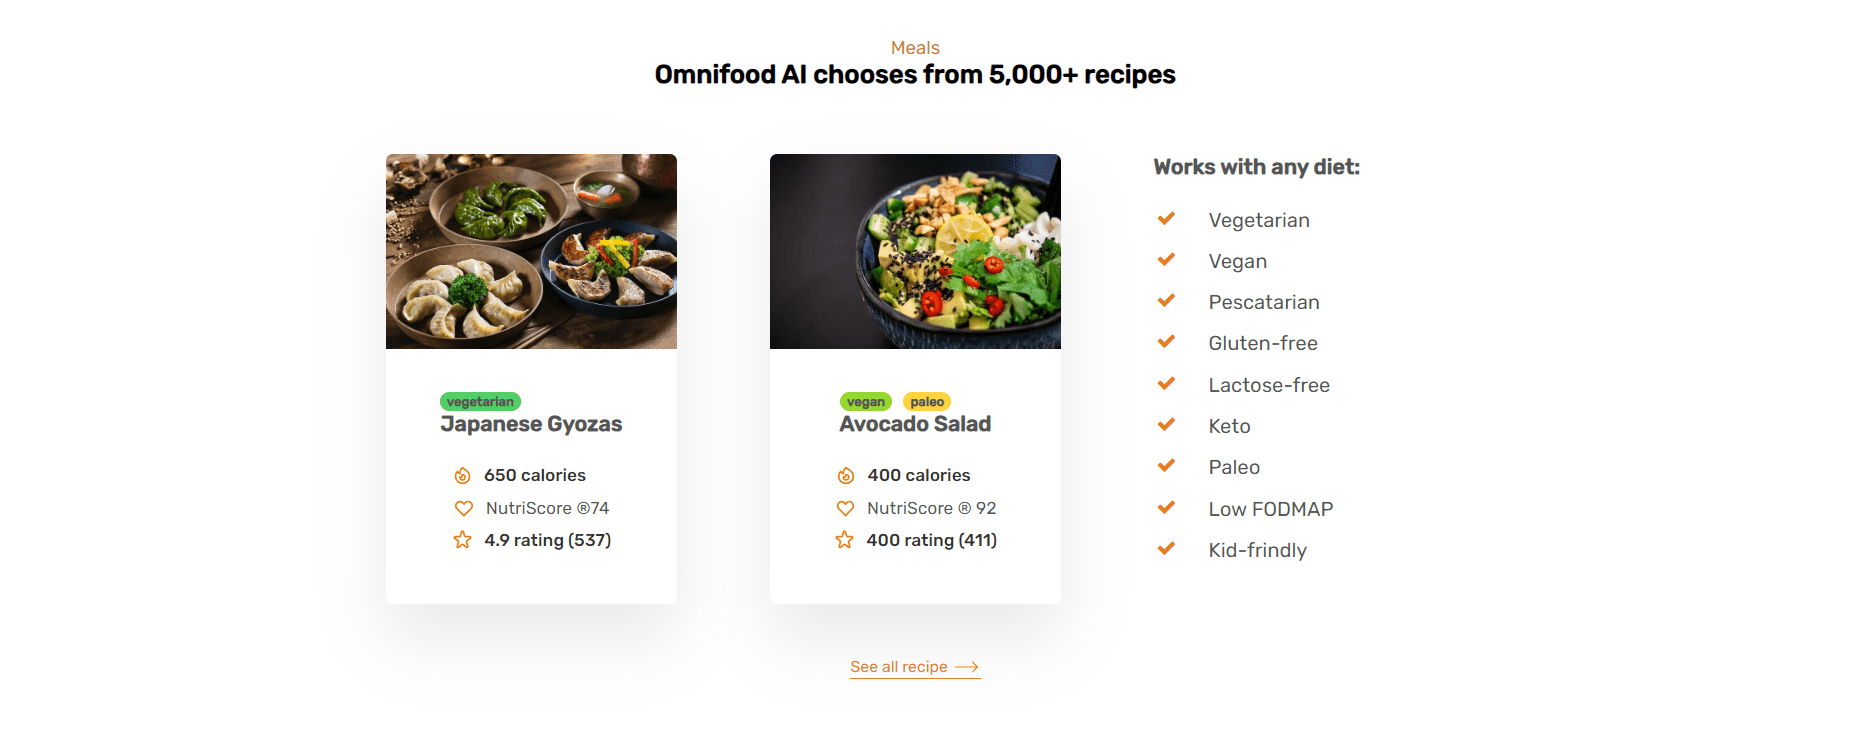 Meals
Omnifood AI chooses from 5,000+ recipes
vegetarian
Japanese Gyozas
650 calories
NutriScore ®74
4.9 rating (537)
vegan paleo
Avocado Salad
400 calories
NutriScore ® 92
400 rating (411)
Works with any diet:
Vegetarian
Vegan
Pescatarian
Gluten-free
Lactose-free
Keto
Paleo
Low FODMAP
Kid-frindly
See all recipe